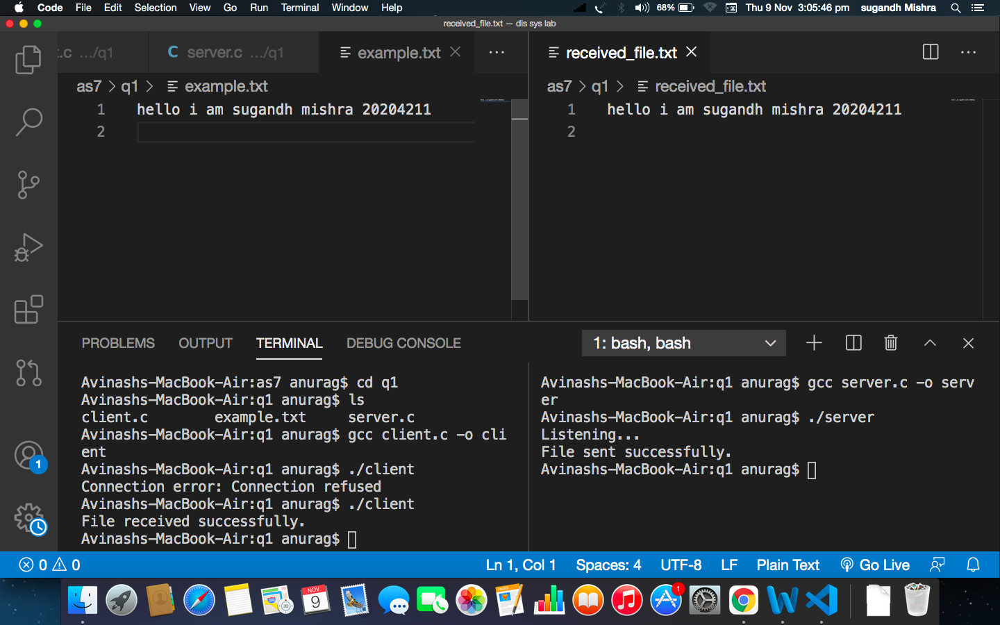 Code File Edit Selection View Go Run Terminal Window Help 68% Thu 9 Nov 3:05:46 pm sugandh Mishra
received_file.txt — dis sys lab
.c .../q1 C server.c .../q1 example.txt
received_file.txt
as7 > q1 > example.txt
1 hello i am sugandh mishra 20204211
2
as7 > q1 > received_file.txt
1 hello i am sugandh mishra 20204211
2
PROBLEMS OUTPUT TERMINAL DEBUG CONSOLE 1: bash, bash
Avinashs-MacBook-Air:as7 anurag$ cd q1
Avinashs-MacBook-Air:q1 anurag$ ls
client.c example.txt server.c
Avinashs-MacBook-Air:q1 anurag$ gcc client.c -o cli
ent
Avinashs-MacBook-Air:q1 anurag$ ./client
Connection error: Connection refused
Avinashs-MacBook-Air:q1 anurag$ ./client
File received successfully.
Avinashs-MacBook-Air:q1 anurag$
Avinashs-MacBook-Air:q1 anurag$ gcc server.c -o serv
er
Avinashs-MacBook-Air:q1 anurag$ ./server
Listening...
File sent successfully.
Avinashs-MacBook-Air:q1 anurag$
1
0 0 Ln 1, Col 1 Spaces: 4 UTF-8 LF Plain Text Go Live
3D
NOV
9
PAGES
1